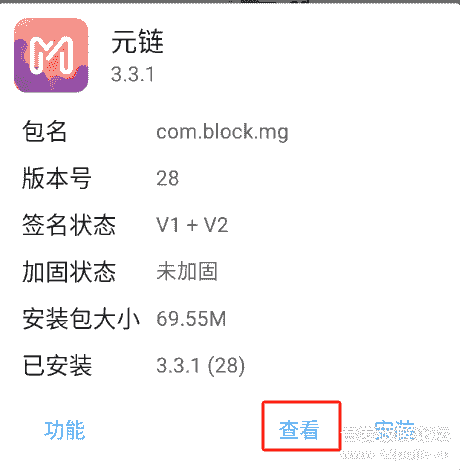 元链
3.3.1
包名 com.block.mg
版本号 28
签名状态 V1 + V2
加固状态 未加固
安装包大小 69.55M
已安装 3.3.1 (28)
功能 查看 安装